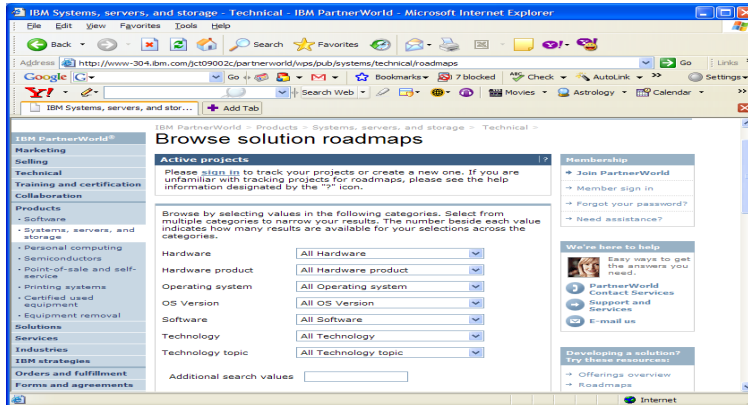 IBM Systems, servers, and storage - Technical - IBM PartnerWorld - Microsoft Internet Explorer
File Edit View Favorites Tools Help
Back Search Favorites
Address http://www-304.ibm.com/jct09002c/partnerworld/wps/pub/systems/technical/roadmaps Go Links
Google G Go M Bookmarks 7 blocked Check AutoLink Settings
Y! Search Web Movies Astrology Calendar
IBM Systems, servers, and stor... Add Tab
IBM PartnerWorld > Products > Systems, servers, and storage > Technical >
Browse solution roadmaps
IBM PartnerWorld®
Marketing
Selling
Technical
Training and certification
Collaboration
Products
Software
Systems, servers, and
storage
Personal computing
Semiconductors
Point-of-sale and self-
service
Printing systems
Certified used
equipment
Equipment removal
Solutions
Services
Industries
IBM strategies
Orders and fulfillment
Forms and agreements
Active projects ?
Please sign in to track your projects or create a new one. If you are
unfamiliar with tracking projects for roadmaps, please see the help
information designated by the "?" icon.
Browse by selecting values in the following categories. Select from
multiple categories to narrow your results. The number beside each value
indicates how many results are available for your selections across the
categories.
Hardware All Hardware
Hardware product All Hardware product
Operating system All Operating system
OS Version All OS Version
Software All Software
Technology All Technology
Technology topic All Technology topic
Additional search values
Membership
Join PartnerWorld
Member sign in
Forgot your password?
Need assistance?
We're here to help
Easy ways to get
the answers you
need.
PartnerWorld
Contact Services
Support and
Services
E-mail us
Developing a solution?
Try these resources:
Offerings overview
Roadmaps
Internet